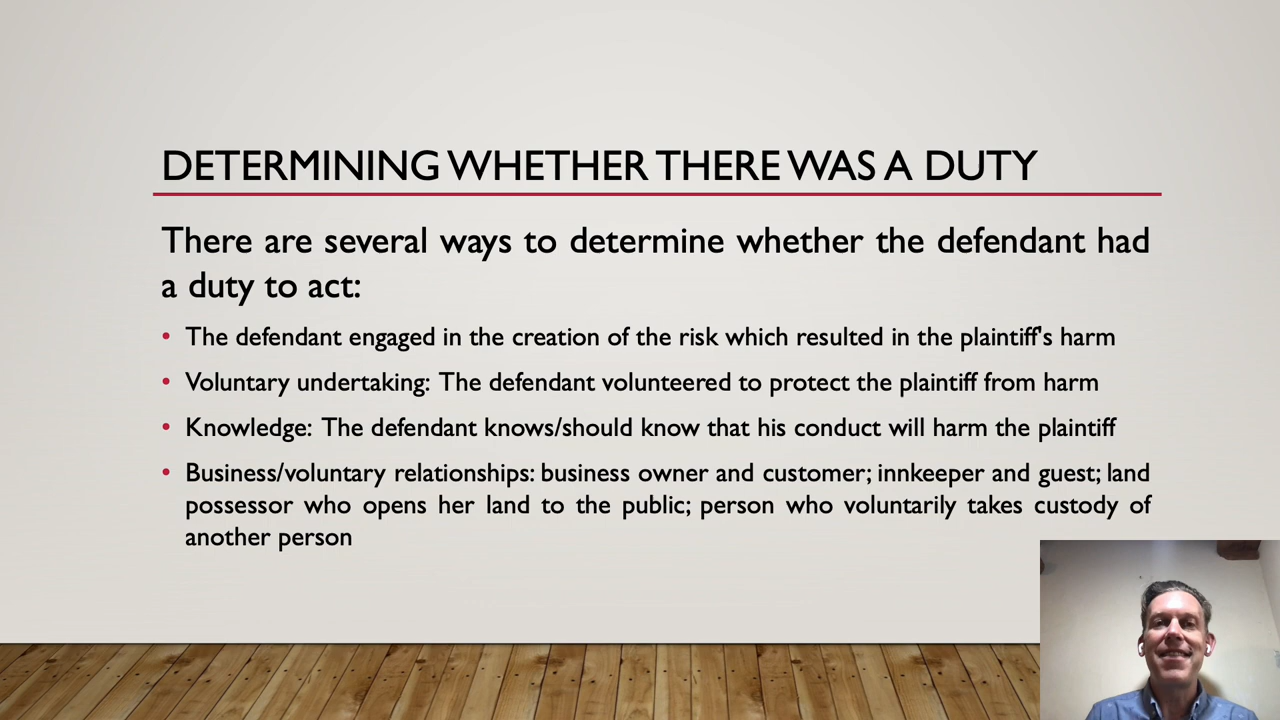 DETERMINING WHETHER THERE WAS A DUTY
There are several ways to determine whether the defendant had
a duty to act:
• The defendant engaged in the creation of the risk which resulted in the plaintiff's harm
• Voluntary undertaking: The defendant volunteered to protect the plaintiff from harm
• Knowledge: The defendant knows/should know that his conduct will harm the plaintiff
• Business/voluntary relationships: business owner and customer; innkeeper and guest; land
possessor who opens her land to the public; person who voluntarily takes custody of
another person